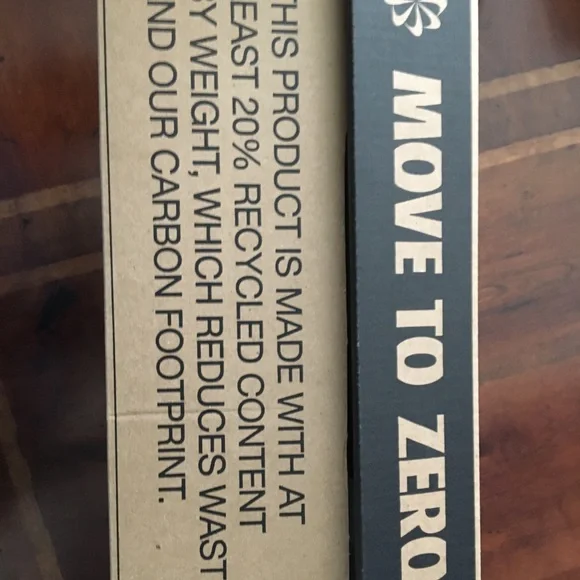 MOVE TO ZERO
THIS PRODUCT IS MADE WITH AT
EAST 20% RECYCLED CONTENT
BY WEIGHT, WHICH REDUCES WAST
ND OUR CARBON FOOTPRINT.